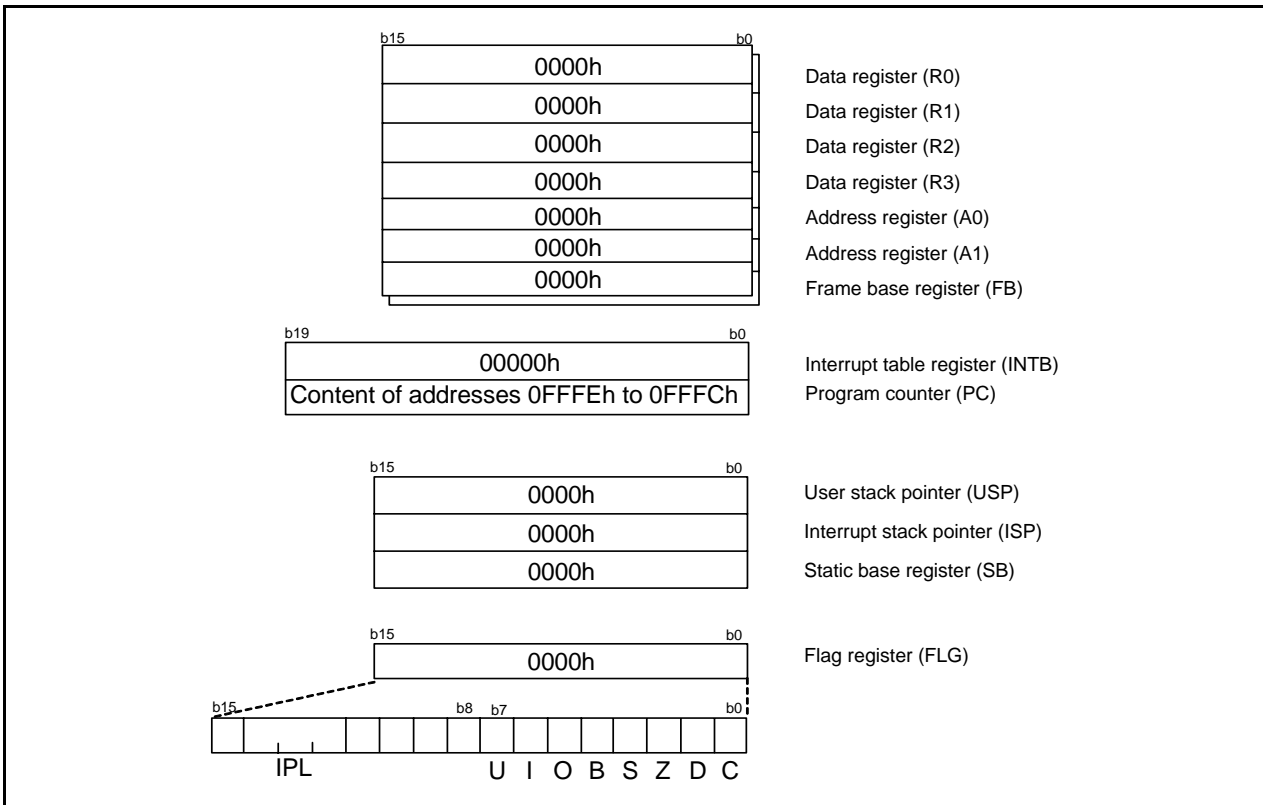 b15 b0
0000h Data register (R0)
0000h Data register (R1)
0000h Data register (R2)
0000h Data register (R3)
0000h Address register (A0)
0000h Address register (A1)
0000h Frame base register (FB)
b19 b0
00000h Interrupt table register (INTB)
Content of addresses 0FFFEh to 0FFFCh Program counter (PC)
b15 b0
0000h User stack pointer (USP)
0000h Interrupt stack pointer (ISP)
0000h Static base register (SB)
b15 b0
0000h Flag register (FLG)
b15 b8 b7 b0
IPL U I O B S Z D C